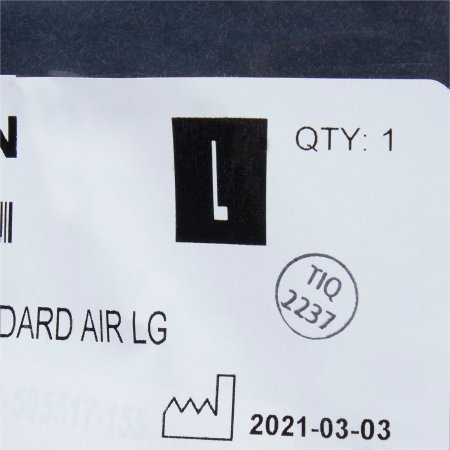 N
L
QTY: 1
TIQ
2237
DARD AIR LG
2021-03-03